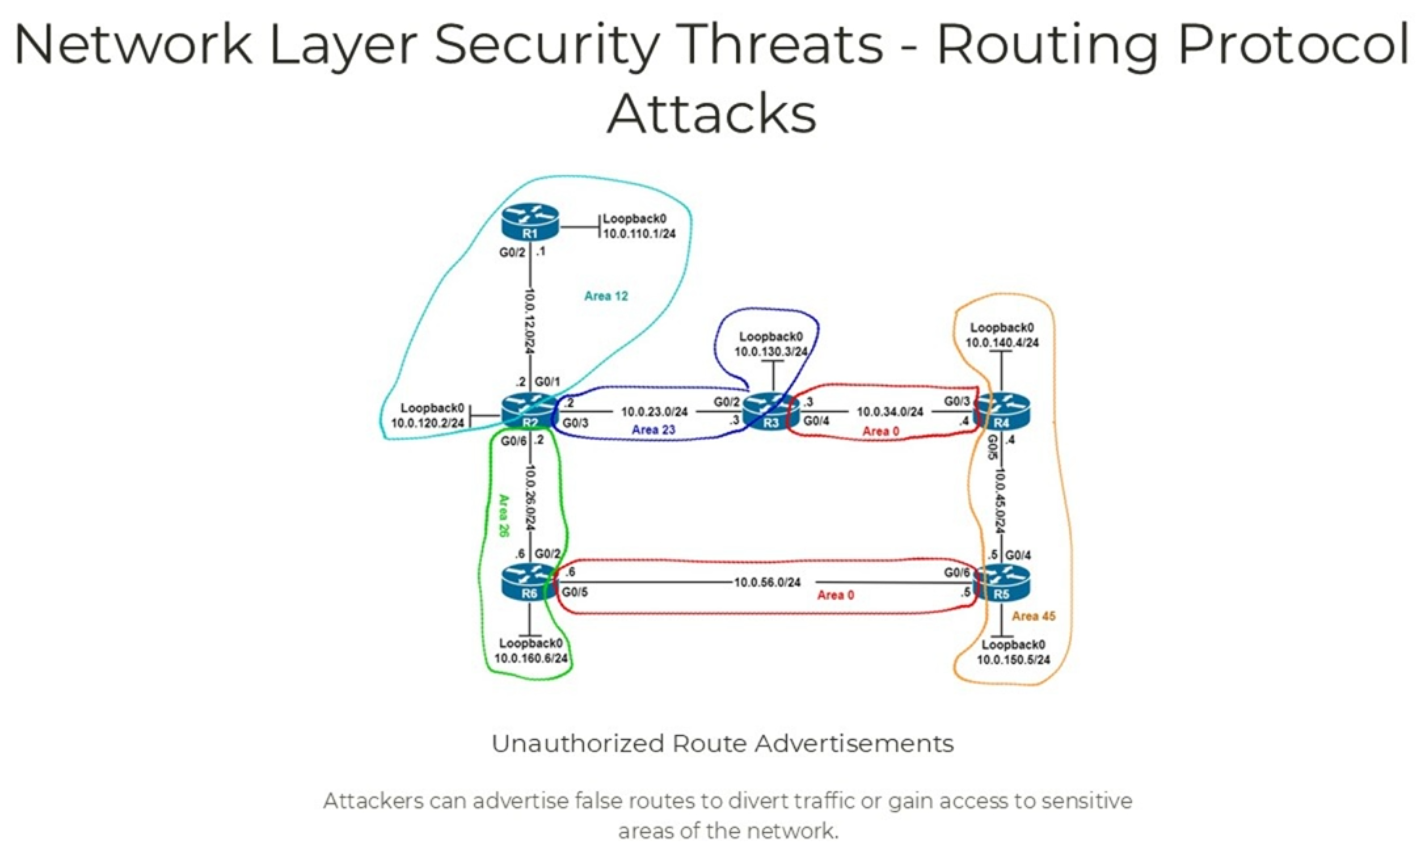 Network Layer Security Threats - Routing Protocol
Attacks
R1
Loopback0
10.0.110.1/24
G0/2
.1
Area 12
10.0.12.0/24
.2
G0/1
Loopback0
10.0.120.2/24
R2
.2
G0/3
10.0.23.0/24
Area 23
G0/2
.3
Loopback0
10.0.130.3/24
R3
.3
G0/4
10.0.34.0/24
Area 0
G0/3
.4
Loopback0
10.0.140.4/24
R4
G0/5
.4
10.0.45.0/24
.5
G0/4
G0/6
.2
10.0.26.0/24
Area 26
.6
G0/2
R6
.6
G0/5
10.0.56.0/24
Area 0
G0/6
.5
R5
Area 45
Loopback0
10.0.160.6/24
Loopback0
10.0.150.5/24
Unauthorized Route Advertisements
Attackers can advertise false routes to divert traffic or gain access to sensitive
areas of the network.